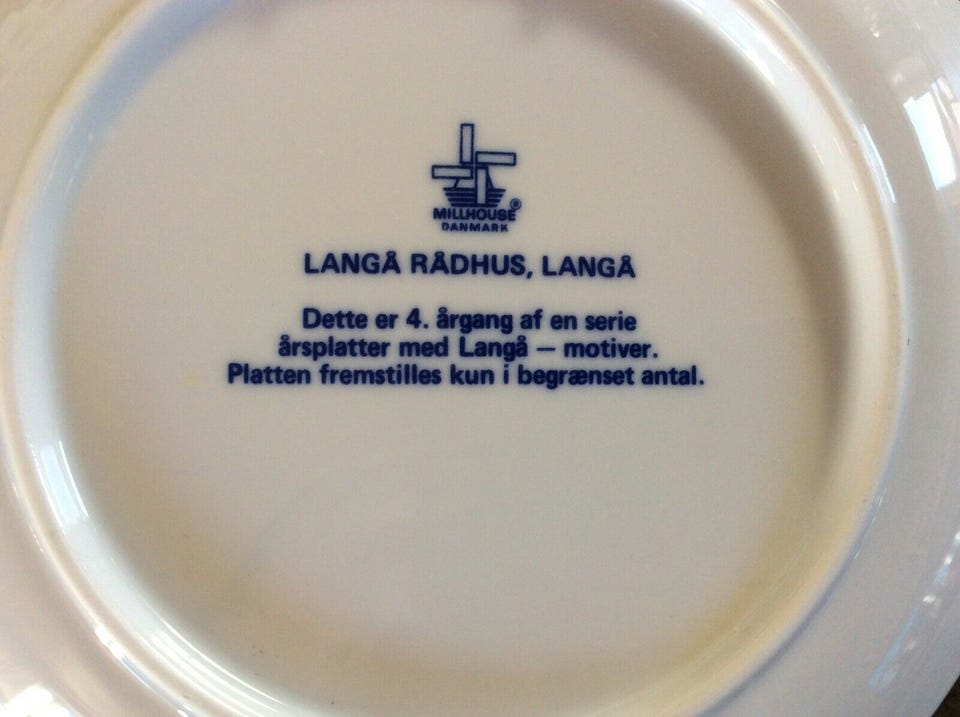 MILLHOUSE®
DANMARK
LANGÅ RÅDHUS, LANGÅ
Dette er 4. årgang af en serie
årsplatter med Langå — motiver.
Platten fremstilles kun i begrænset antal.